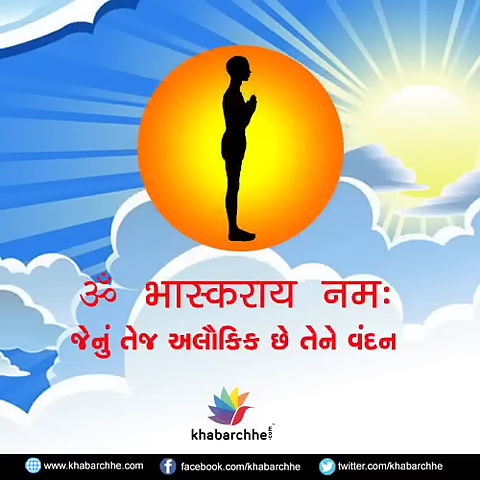 ॐ भास्कराय नमः
જેનું તેજ અલૌકિક છે તેને વંદન
khabarchhe.com
www.khabarchhe.com facebook.com/khabarchhe twitter.com/khabarchhe